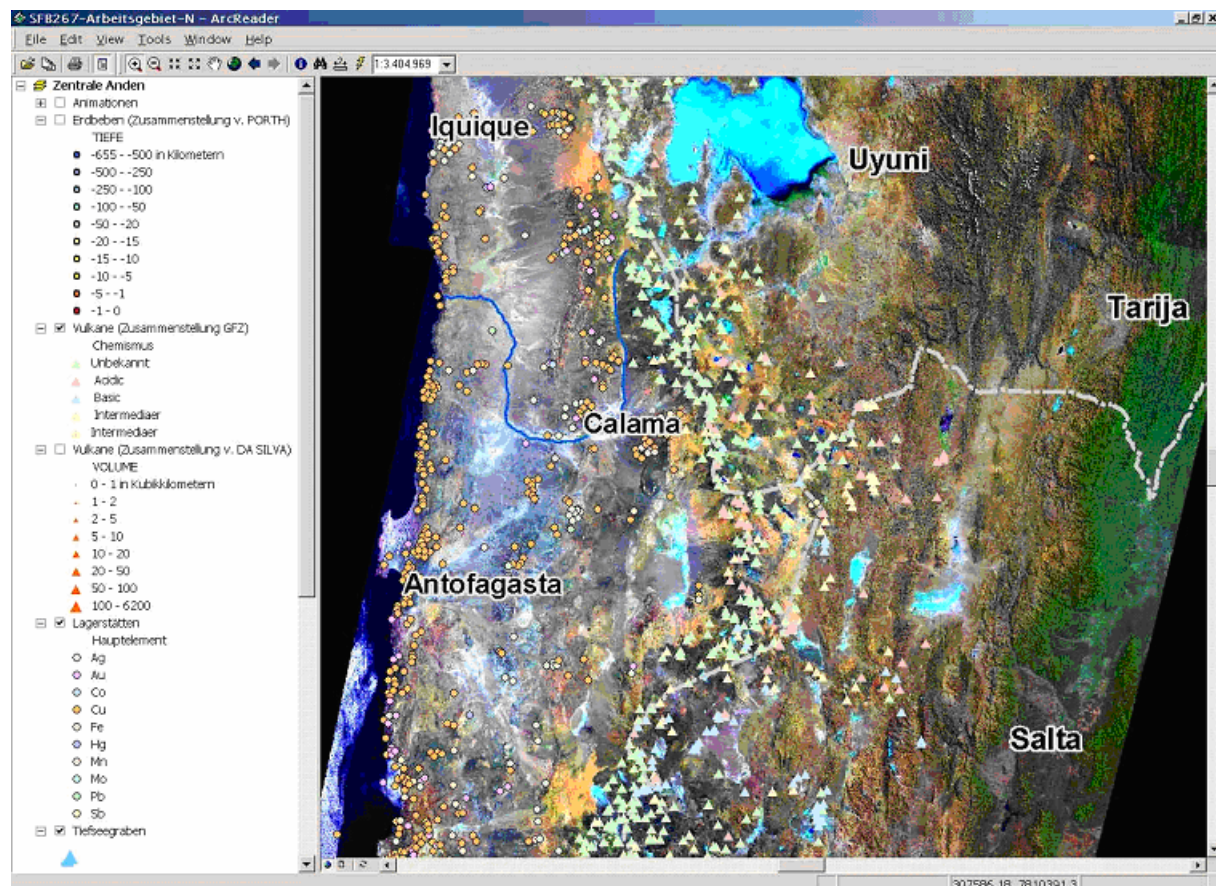 SFB267-Arbeitsgebiet-N - ArcReader
File Edit View Tools Window Help
1:3.404.969
Zentrale Anden
Animationen
Erdbeben (Zusammenstellung v. PORTH)
TIEFE
-655 - -500 in Kilometern
-500 - -250
-250 - -100
-100 - -50
-50 - -20
-20 - -15
-15 - -10
-10 - -5
-5 - -1
-1 - 0
Vulkane (Zusammenstellung GFZ)
Chemismus
Unbekannt
Acidic
Basic
Intermediaer
Intermediaer
Vulkane (Zusammenstellung v. DA SILVA)
VOLUME
0 - 1 in Kubikkilometern
1 - 2
2 - 5
5 - 10
10 - 20
20 - 50
50 - 100
100 - 6200
Lagerstätten
Hauptelement
Ag
Au
Co
Cu
Fe
Hg
Mn
Mo
Pb
Sb
Tiefseegraben
Iquique
Uyuni
Tarija
Calama
Antofagasta
Salta
307586,18 7810391,3